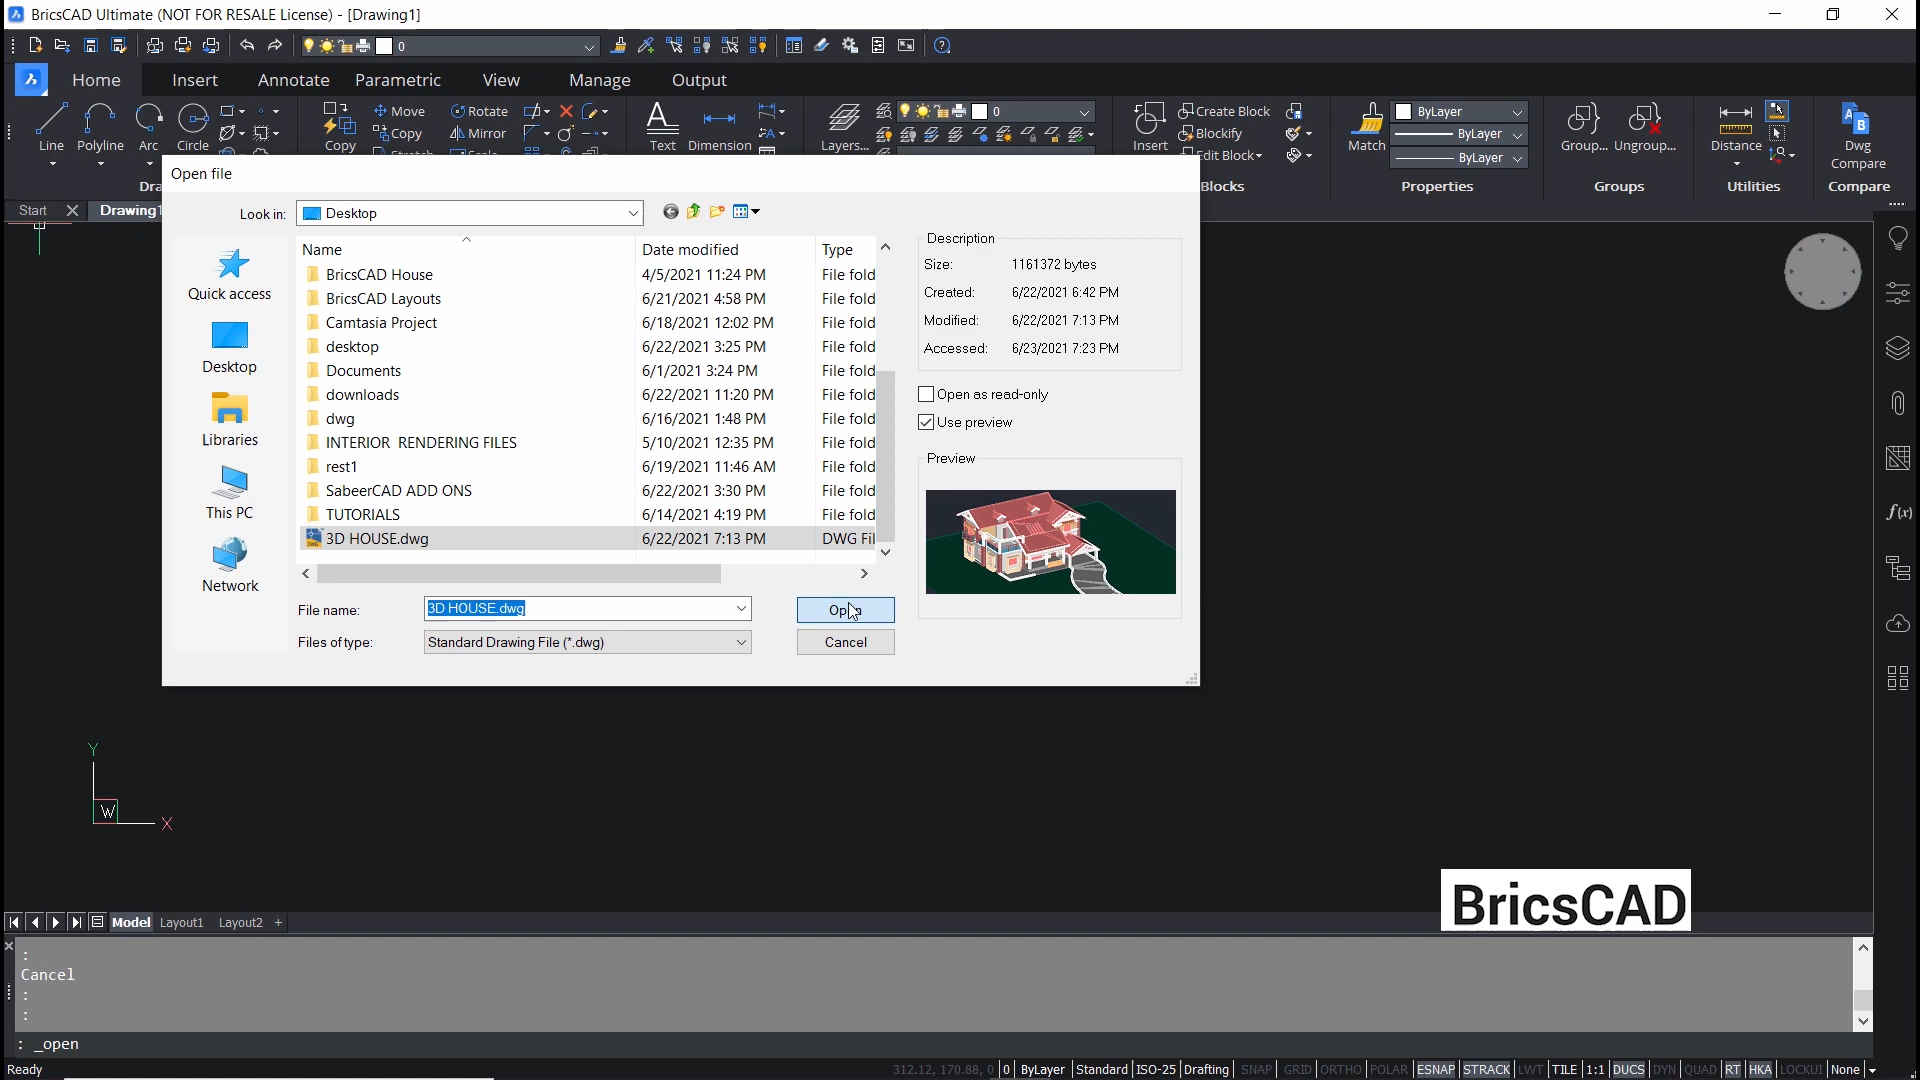 BricsCAD Ultimate (NOT FOR RESALE License) - [Drawing1]
0
Home Insert Annotate Parametric View Manage Output
Line Polyline Arc Circle
Copy
Move
Copy
Rotate
Mirror
Text Dimension
Layers...
0
Insert
Create Block
Blockify
Edit Block
Match
ByLayer
ByLayer
ByLayer
Group... Ungroup...
Distance
Dwg
Compare
Blocks Properties Groups Utilities Compare
Start Drawing1
Open file
Look in: Desktop
Quick access
Desktop
Libraries
This PC
Network
Name Date modified Type
BricsCAD House 4/5/2021 11:24 PM File fold
BricsCAD Layouts 6/21/2021 4:58 PM File fold
Camtasia Project 6/18/2021 12:02 PM File fold
desktop 6/22/2021 3:25 PM File fold
Documents 6/1/2021 3:24 PM File fold
downloads 6/22/2021 11:20 PM File fold
dwg 6/16/2021 1:48 PM File fold
INTERIOR RENDERING FILES 5/10/2021 12:35 PM File fold
rest1 6/19/2021 11:46 AM File fold
SabeerCAD ADD ONS 6/22/2021 3:30 PM File fold
TUTORIALS 6/14/2021 4:19 PM File fold
3D HOUSE.dwg 6/22/2021 7:13 PM DWG Fil
File name: 3D HOUSE.dwg Open
Files of type: Standard Drawing File (*.dwg) Cancel
Description
Size: 1161372 bytes
Created: 6/22/2021 6:42 PM
Modified: 6/22/2021 7:13 PM
Accessed: 6/23/2021 7:23 PM
Open as read-only
Use preview
Preview
f(x)
Y
W
X
BricsCAD
Model Layout1 Layout2 +
:
Cancel
:
:
: _open
Ready
312.12, 170.88, 0 0 ByLayer Standard ISO-25 Drafting SNAP GRID ORTHO POLAR ESNAP STRACK LWT TILE 1:1 DUCS DYN QUAD RT HKA LOCKUI None